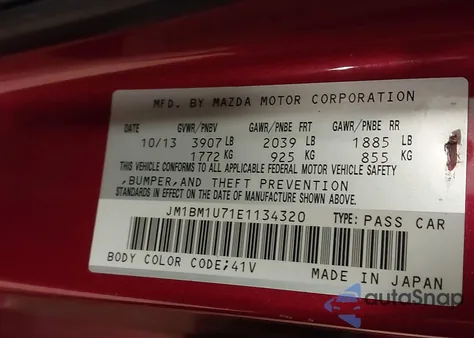 MFD. BY MAZDA MOTOR CORPORATION
DATE GVWR/PNBV GAWR/PNBE FRT GAWR/PNBE RR
10/13 3907 LB 2039 LB 1885 LB
1772 KG 925 KG 855 KG
THIS VEHICLE CONFORMS TO ALL APPLICABLE FEDERAL MOTOR VEHICLE SAFETY
,BUMPER,AND THEFT PREVENTION
STANDARDS IN EFFECT ON THE DATE OF MANUFACTURE SHOWN ABOVE.
JM1BM1U71E1134320 TYPE: PASS CAR
BODY COLOR CODE;41V MADE IN JAPAN
autoSnap